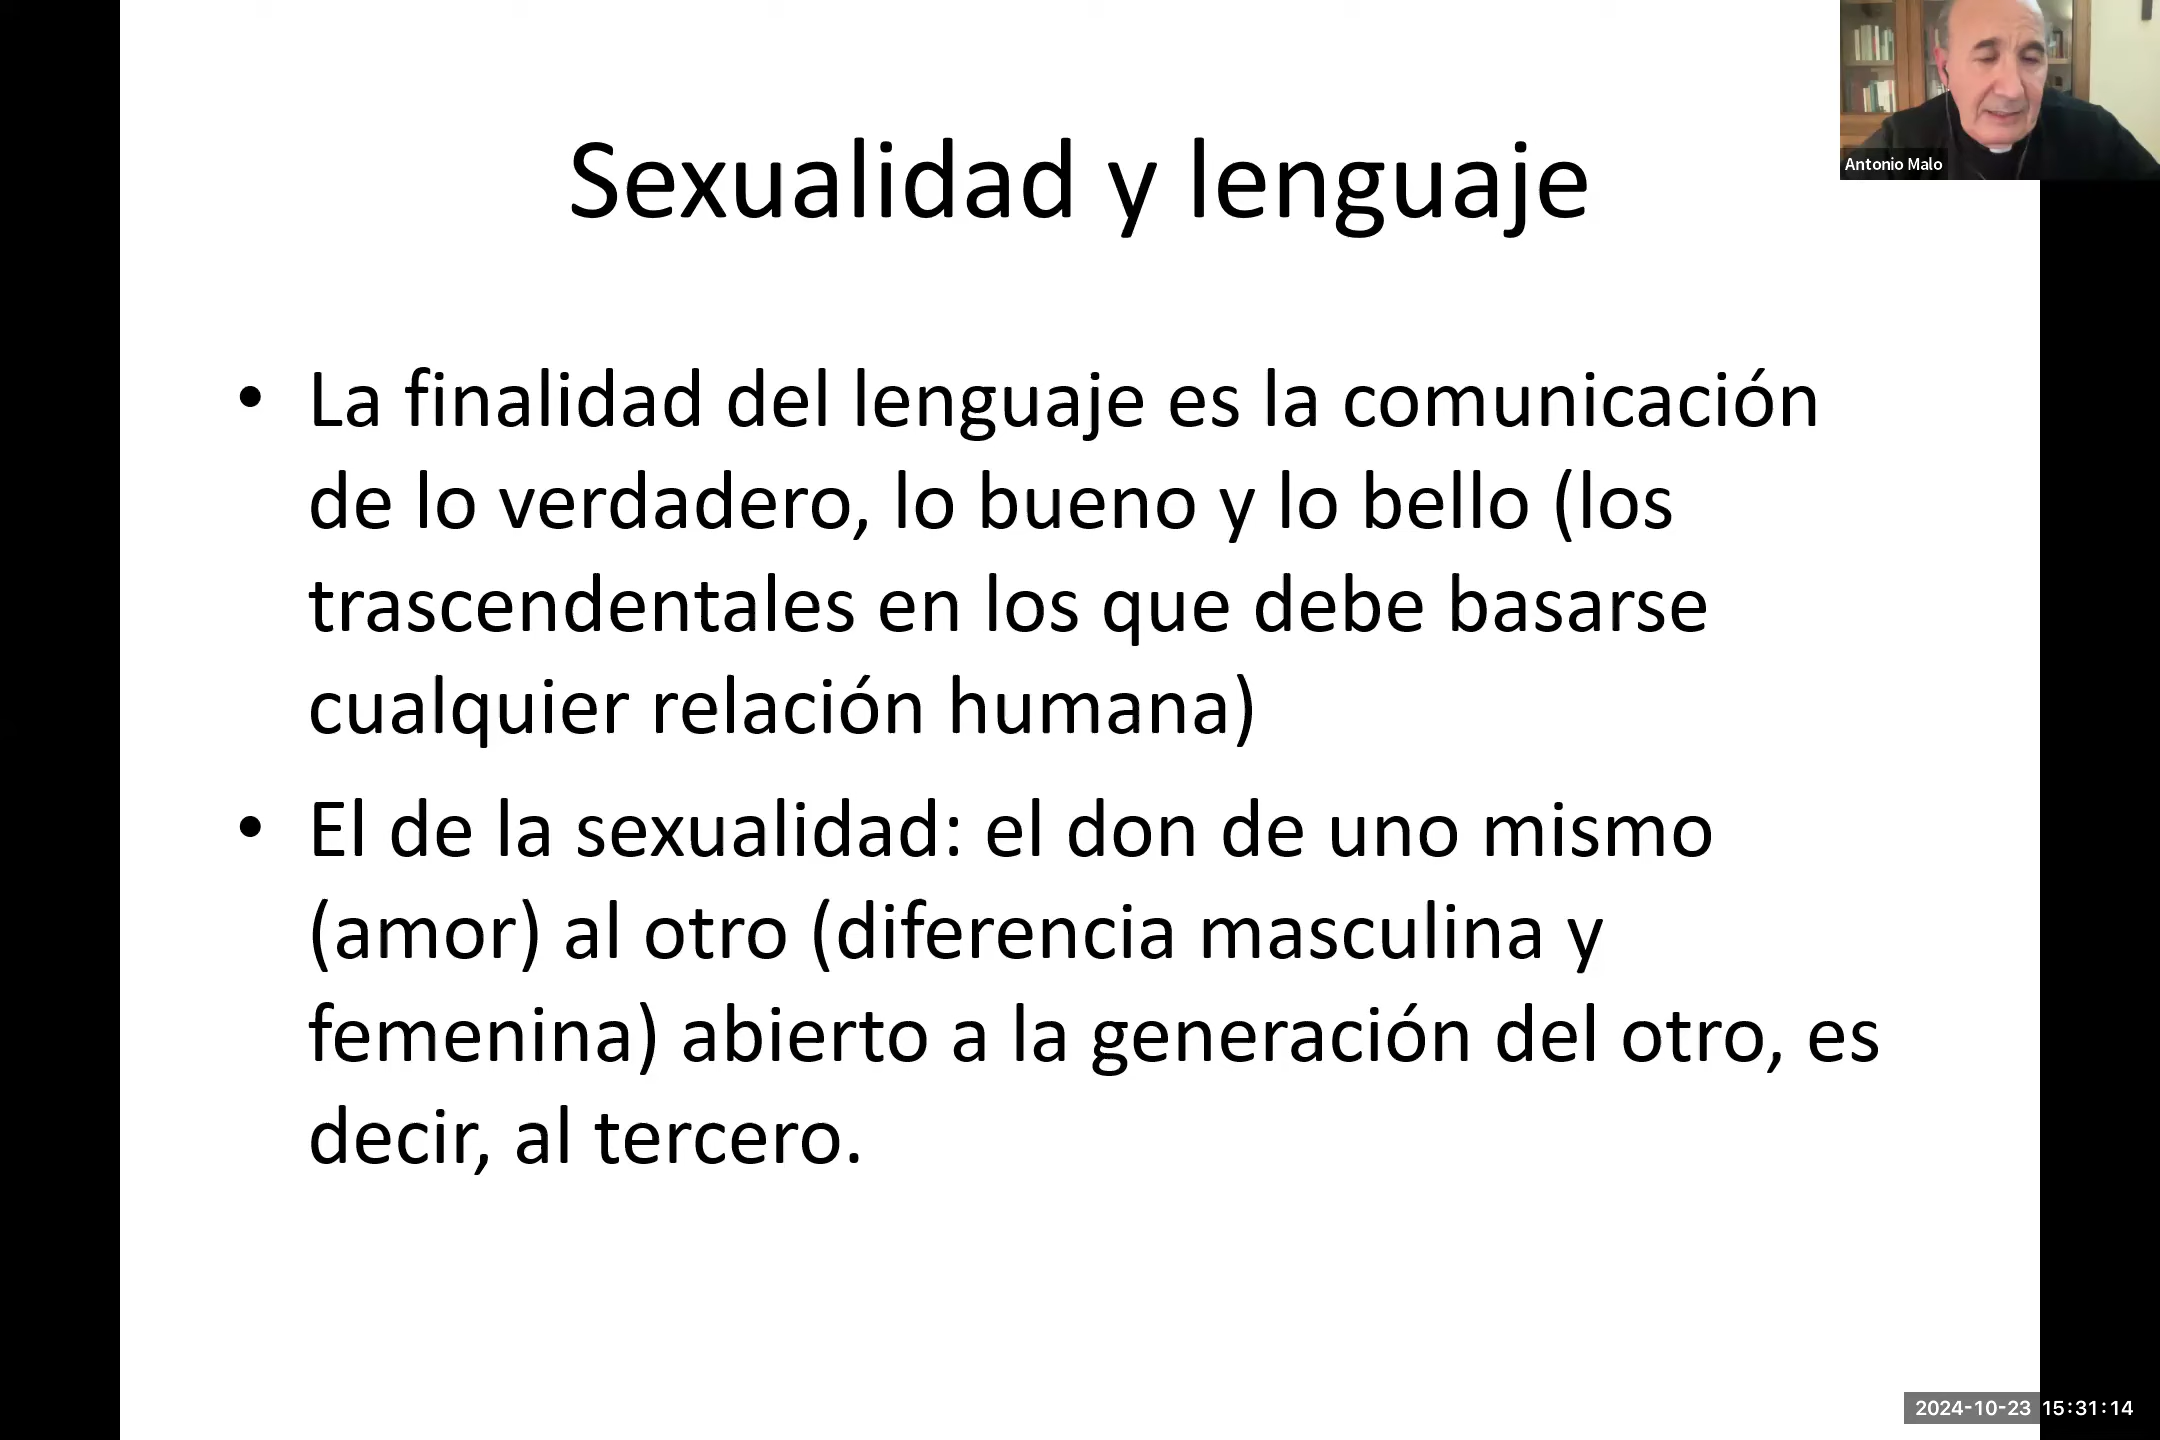 Sexualidad y lenguaje
Antonio Malo
• La finalidad del lenguaje es la comunicación
de lo verdadero, lo bueno y lo bello (los
trascendentales en los que debe basarse
cualquier relación humana)
• El de la sexualidad: el don de uno mismo
(amor) al otro (diferencia masculina y
femenina) abierto a la generación del otro, es
decir, al tercero.
2024-10-23 15:31:14